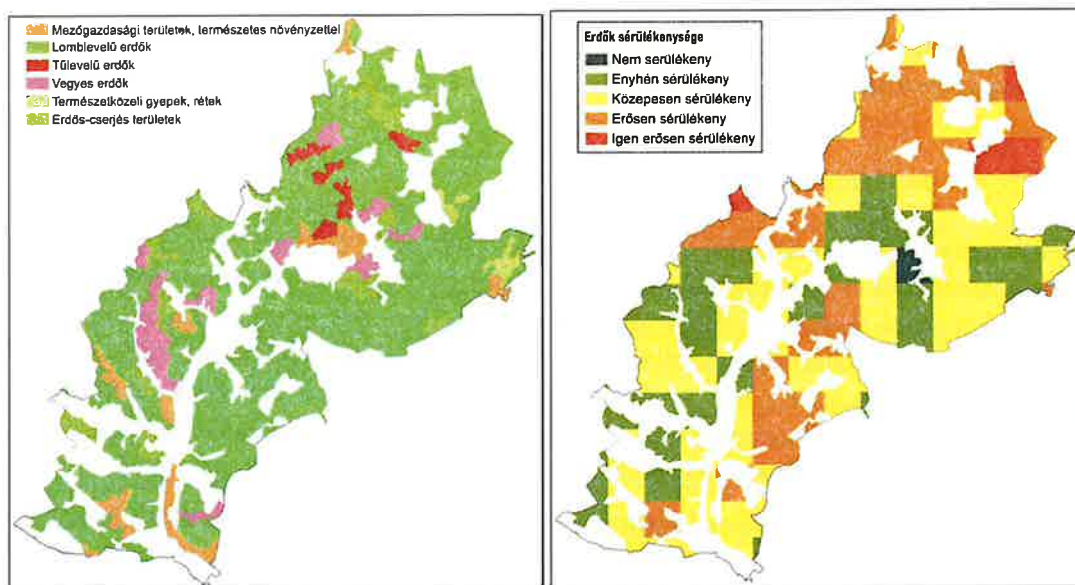 Mezőgazdasági területek, természetes növényzettel
Lomblevelű erdők
Tűlevelű erdők
Vegyes erdők
Természetközeli gyepek, rétek
Erdős-cserjés területek
Erdők sérülékenysége
Nem serülékeny
Enyhén sérülékeny
Közepesen sérülékeny
Erősen sérülékeny
Igen erősen sérülékeny